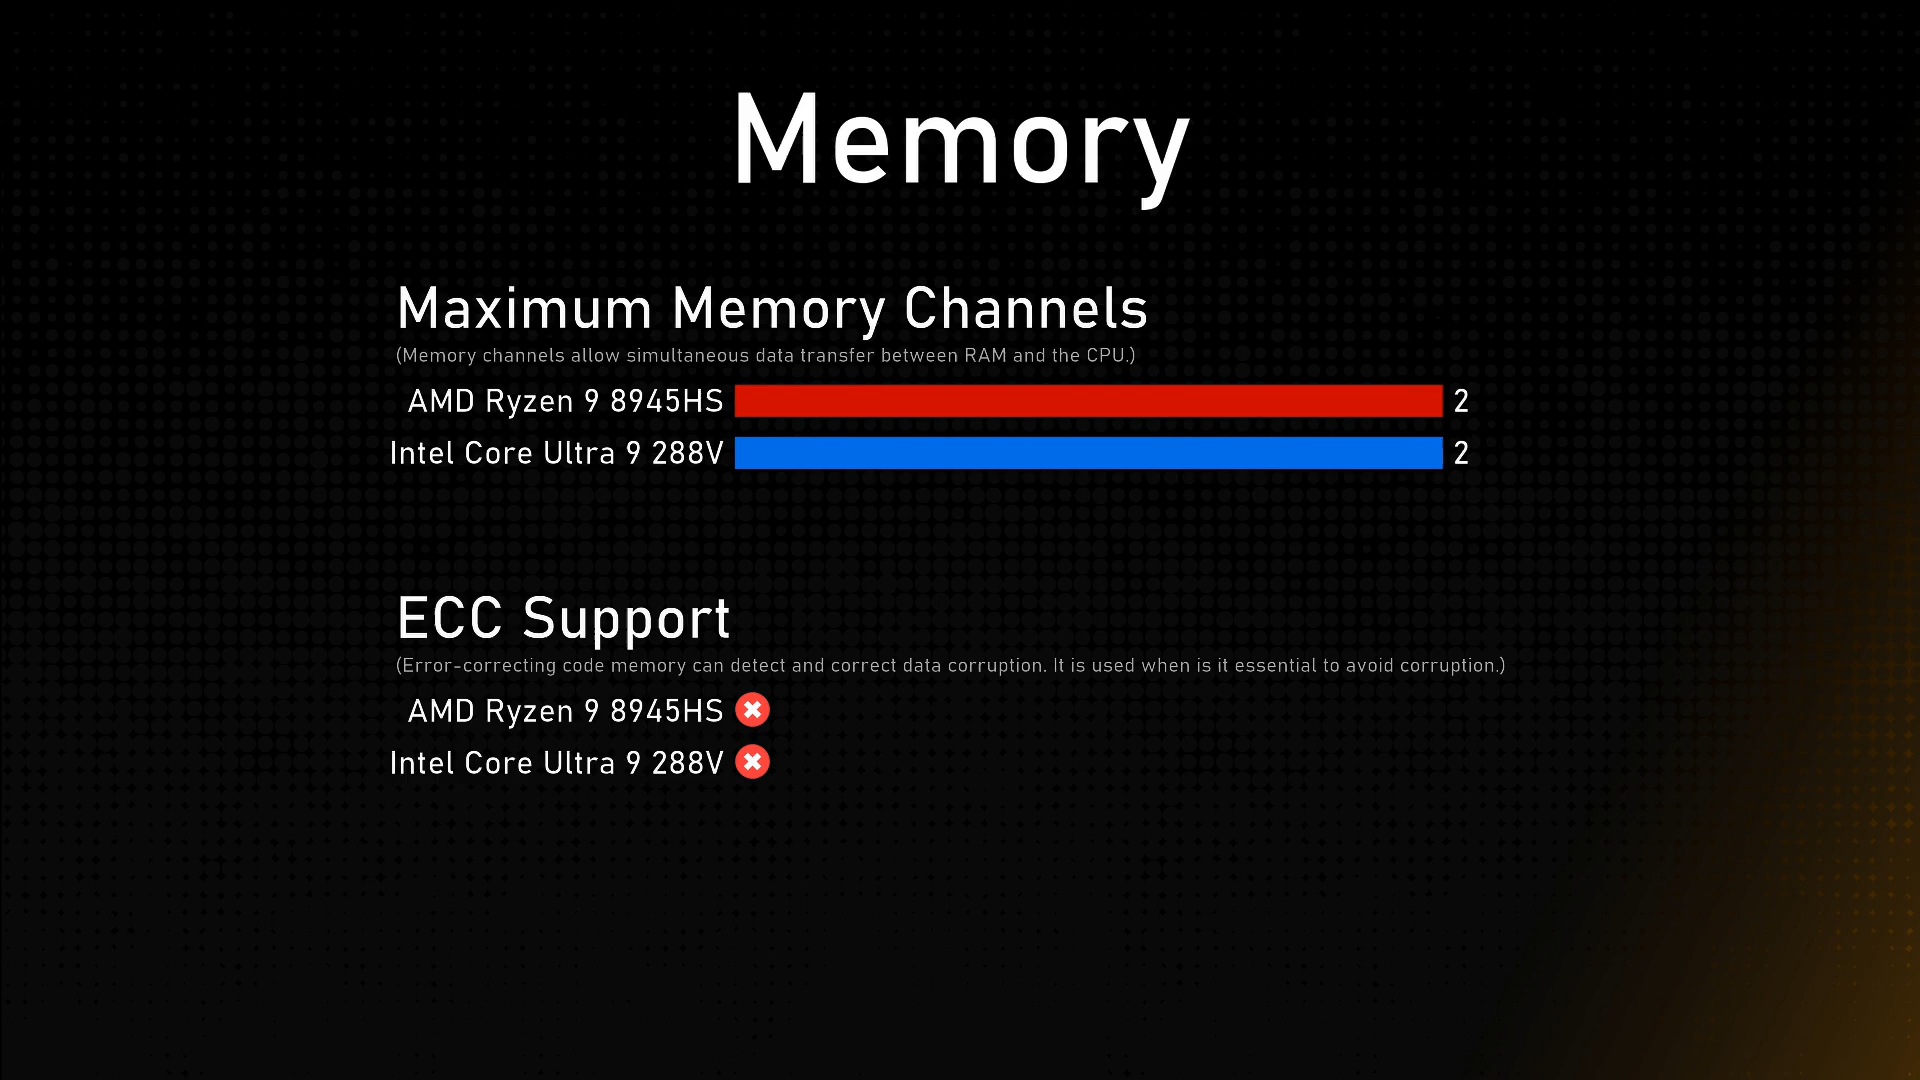 Memory
Maximum Memory Channels
(Memory channels allow simultaneous data transfer between RAM and the CPU.)
AMD Ryzen 9 8945HS 2
Intel Core Ultra 9 288V 2
ECC Support
(Error-correcting code memory can detect and correct data corruption. It is used when is it essential to avoid corruption.)
AMD Ryzen 9 8945HS
Intel Core Ultra 9 288V